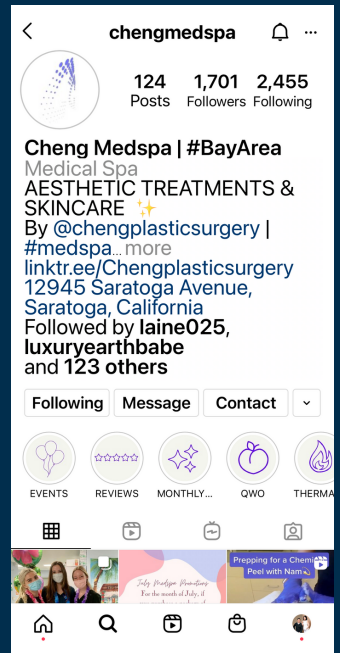 chengmedspa
124 1,701 2,455
Posts Followers Following
Cheng Medspa | #BayArea
Medical Spa
AESTHETIC TREATMENTS &
SKINCARE ✨
By @chengplasticsurgery |
#medspa... more
linktr.ee/Chengplasticsurgery
12945 Saratoga Avenue,
Saratoga, California
Followed by laine025,
luxuryearthbabe
and 123 others
Following Message Contact
EVENTS REVIEWS MONTHLY... QWO THERMA
July Medspa Promotions
For the month of July, if
Prepping for a Chemi
Peel with Nam